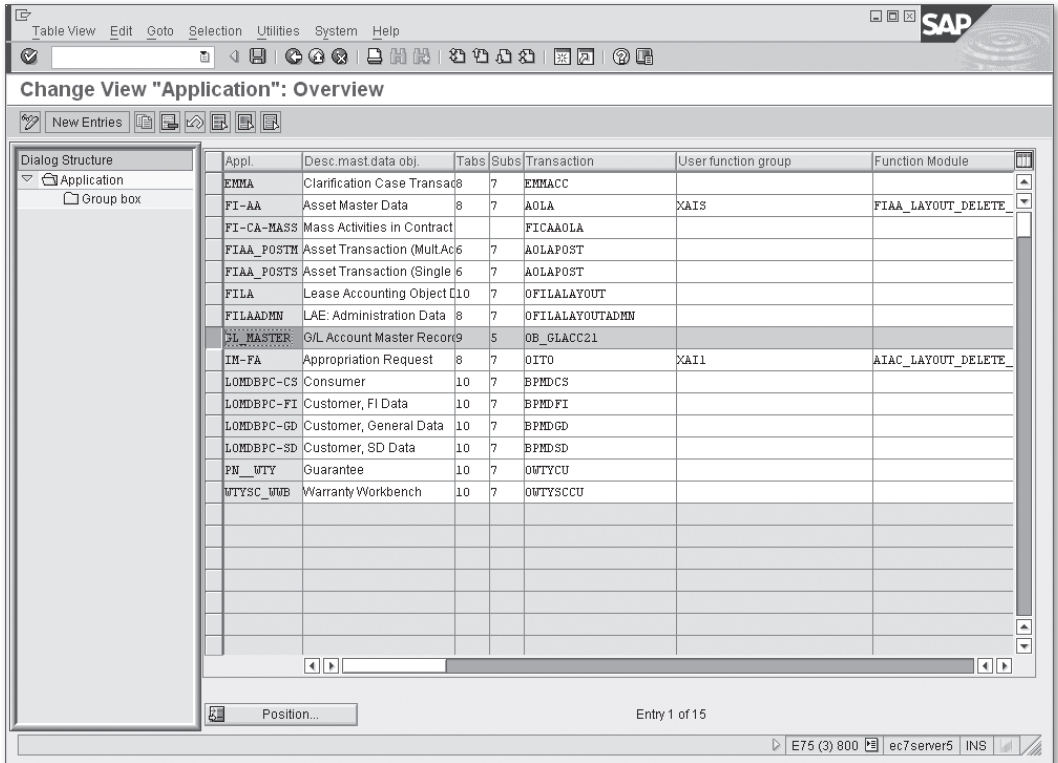 SAP
Table View Edit Goto Selection Utilities System Help
Change View "Application": Overview
New Entries
Dialog Structure
Application
Group box
Appl. Desc.mast.data obj. Tabs Subs Transaction User function group Function Module
EMMA Clarification Case Transac 8 7 EMMACC
FI-AA Asset Master Data 8 7 AOLA XAIS FIAA_LAYOUT_DELETE_
FI-CA-MASS Mass Activities in Contract FICAAOLA
FIAA_POSTM Asset Transaction (Mult.Ac 6 7 AOLAPOST
FIAA_POSTS Asset Transaction (Single 6 7 AOLAPOST
FILA Lease Accounting Object D 10 7 OFILALAYOUT
FILAADMN LAE: Administration Data 8 7 OFILALAYOUTADMN
GL_MASTER G/L Account Master Record 9 5 OB_GLACC21
IM-FA Appropriation Request 8 7 OITO XAI1 AIAC_LAYOUT_DELETE_
LOMDBPC-CS Consumer 10 7 BPMDCS
LOMDBPC-FI Customer, FI Data 10 7 BPMDFI
LOMDBPC-GD Customer, General Data 10 7 BPMDGD
LOMDBPC-SD Customer, SD Data 10 7 BPMDSD
PN__WTY Guarantee 10 7 OWTYCU
WTYSC_WWB Warranty Workbench 10 7 OWTYSCCU
Position...
Entry 1 of 15
E75 (3) 800 ec7server5 INS